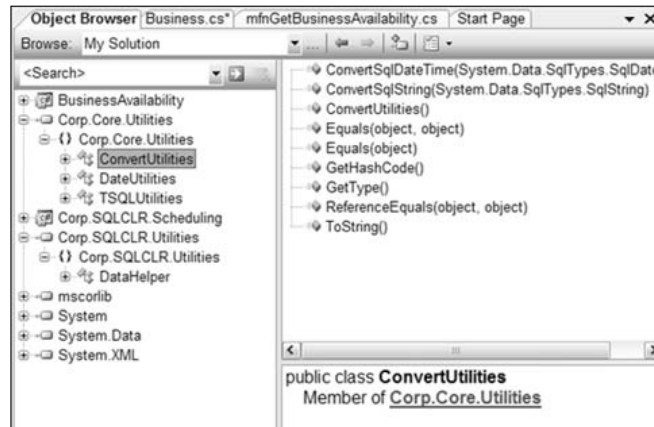 Object Browser Business.cs* mfnGetBusinessAvailability.cs Start Page
Browse: My Solution
<Search>
BusinessAvailability
Corp.Core.Utilities
{} Corp.Core.Utilities
ConvertUtilities
DateUtilities
TSQLUtilities
Corp.SQLCLR.Scheduling
Corp.SQLCLR.Utilities
{} Corp.SQLCLR.Utilities
DataHelper
mscorlib
System
System.Data
System.XML
ConvertSqlDateTime(System.Data.SqlTypes.SqlDate
ConvertSqlString(System.Data.SqlTypes.SqlString)
ConvertUtilities()
Equals(object, object)
Equals(object)
GetHashCode()
GetType()
ReferenceEquals(object, object)
ToString()
public class ConvertUtilities
Member of Corp.Core.Utilities